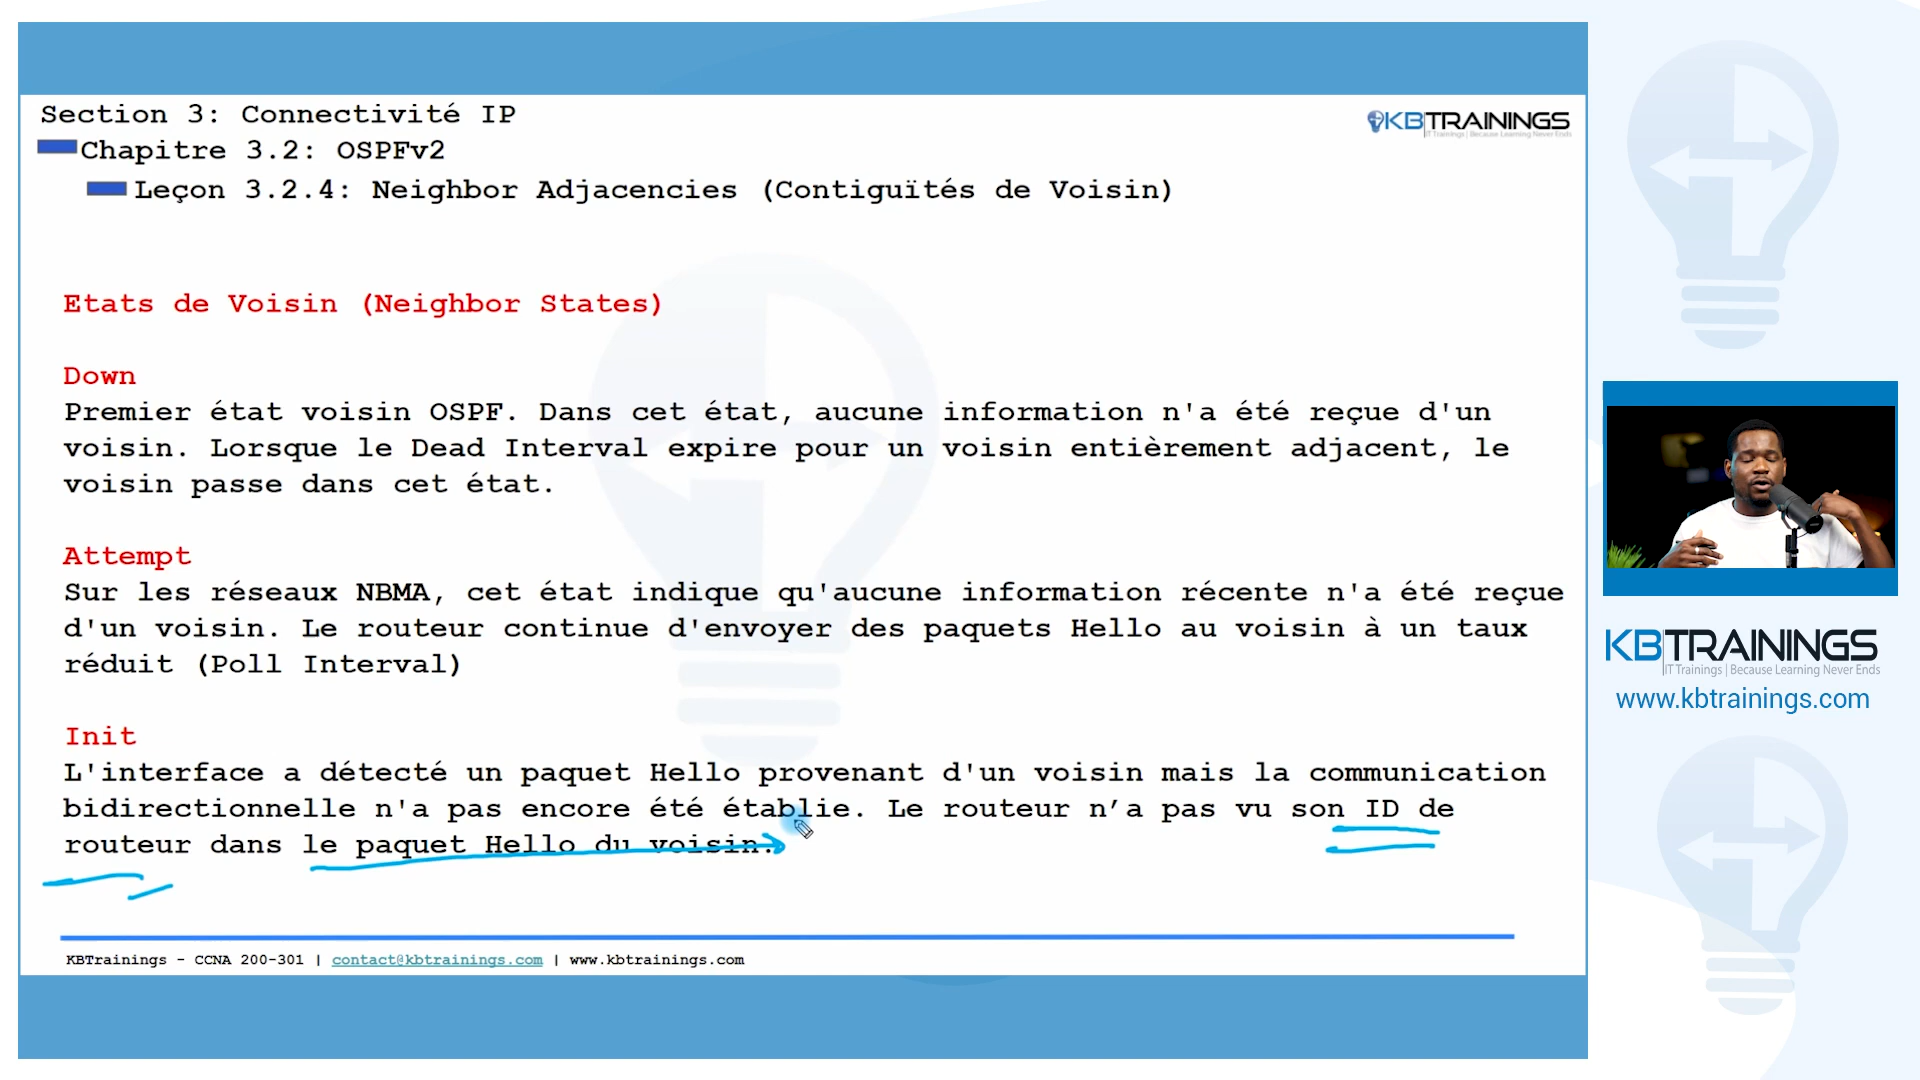 Section 3: Connectivité IP
KBTRAININGS
IT Trainings | Because Learning Never Ends
Chapitre 3.2: OSPFv2
Leçon 3.2.4: Neighbor Adjacencies (Contiguïtés de Voisin)
Etats de Voisin (Neighbor States)
Down
Premier état voisin OSPF. Dans cet état, aucune information n'a été reçue d'un
voisin. Lorsque le Dead Interval expire pour un voisin entièrement adjacent, le
voisin passe dans cet état.
Attempt
Sur les réseaux NBMA, cet état indique qu'aucune information récente n'a été reçue
d'un voisin. Le routeur continue d'envoyer des paquets Hello au voisin à un taux
réduit (Poll Interval)
Init
L'interface a détecté un paquet Hello provenant d'un voisin mais la communication
bidirectionnelle n'a pas encore été établie. Le routeur n’a pas vu son ID de
routeur dans le paquet Hello du voisin.
KBTrainings - CCNA 200-301 | contact@kbtrainings.com | www.kbtrainings.com
KBTRAININGS
IT Trainings | Because Learning Never Ends
www.kbtrainings.com